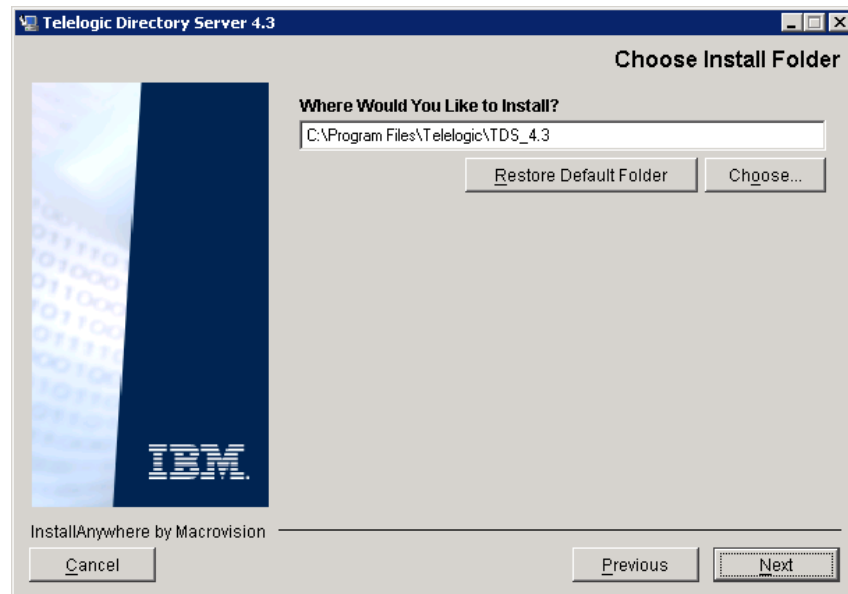 Telelogic Directory Server 4.3
Choose Install Folder
Where Would You Like to Install?
C:\Program Files\Telelogic\TDS_4.3
Restore Default Folder
Choose...
IBM.
InstallAnywhere by Macrovision
Cancel
Previous
Next